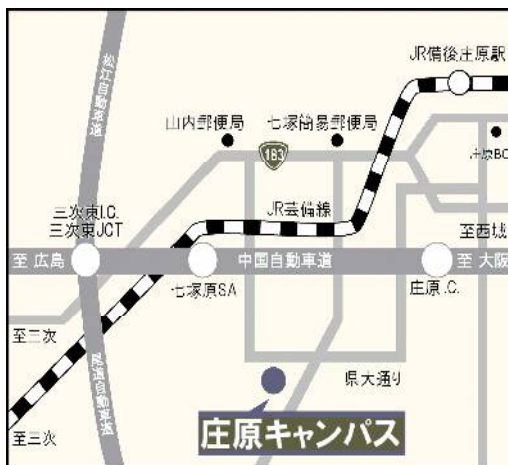 JR備後庄原駅
松江自動車道
山内郵便局
七塚簡易郵便局
183
庄原BC
三次東I.C.
三次東JCT
JR芸備線
至西城
至 広島
中国自動車道
至 大阪
七塚原SA
庄原I.C.
至三次
尾道自動車道
県大通り
庄原キャンパス
至三次